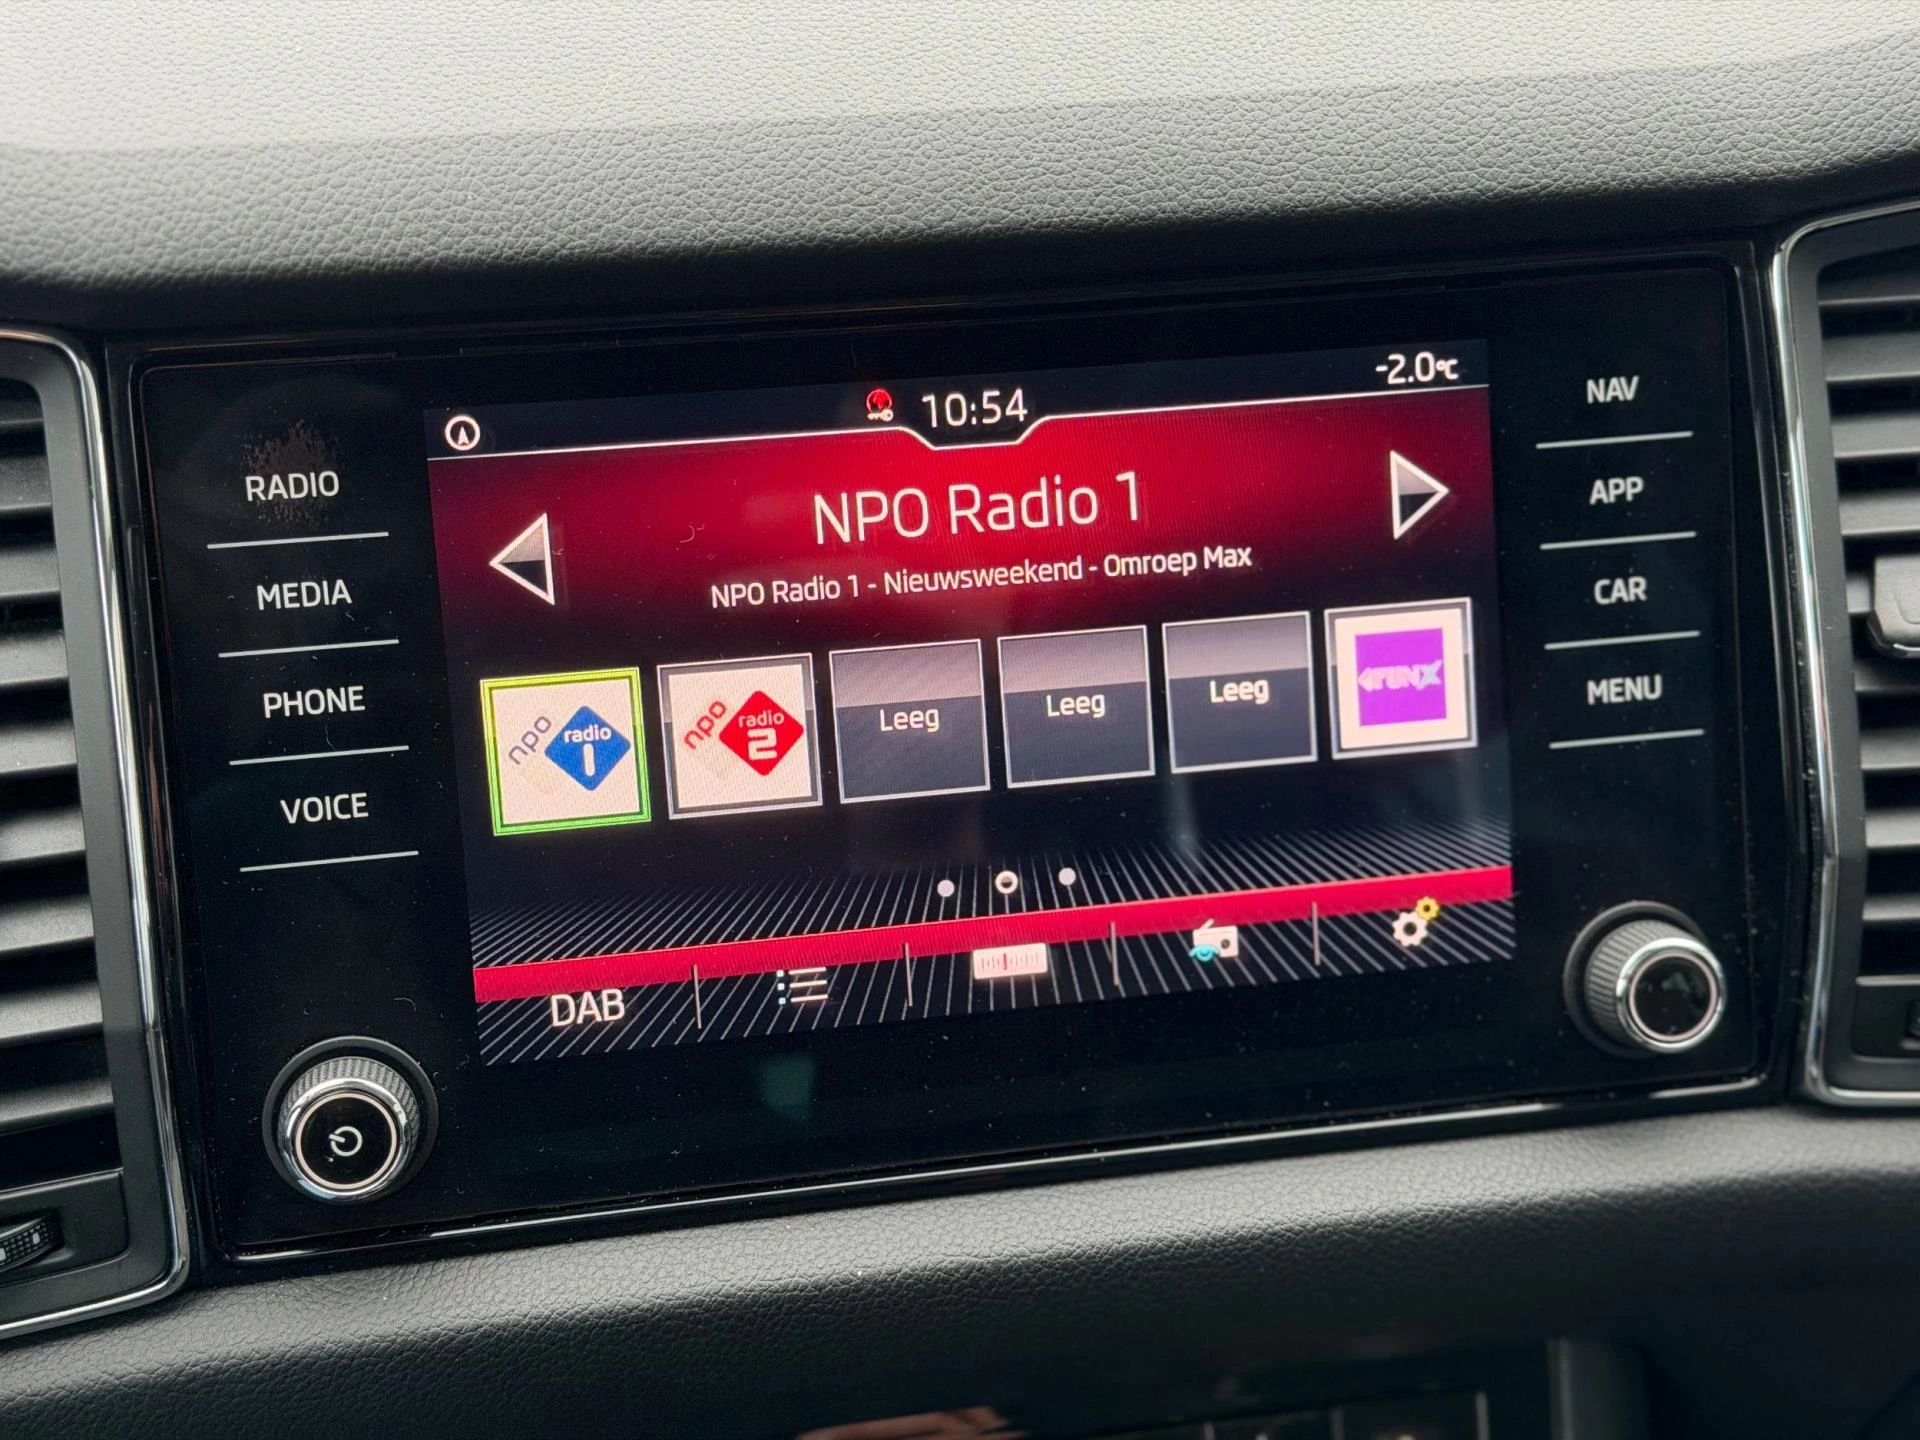 10:54
-2.0°C
NPO Radio 1
NPO Radio 1 - Nieuwsweekend - Omroep Max
npo radio 1
npo radio 2
Leeg
Leeg
Leeg
FUNX
DAB
RADIO
MEDIA
PHONE
VOICE
NAV
APP
CAR
MENU